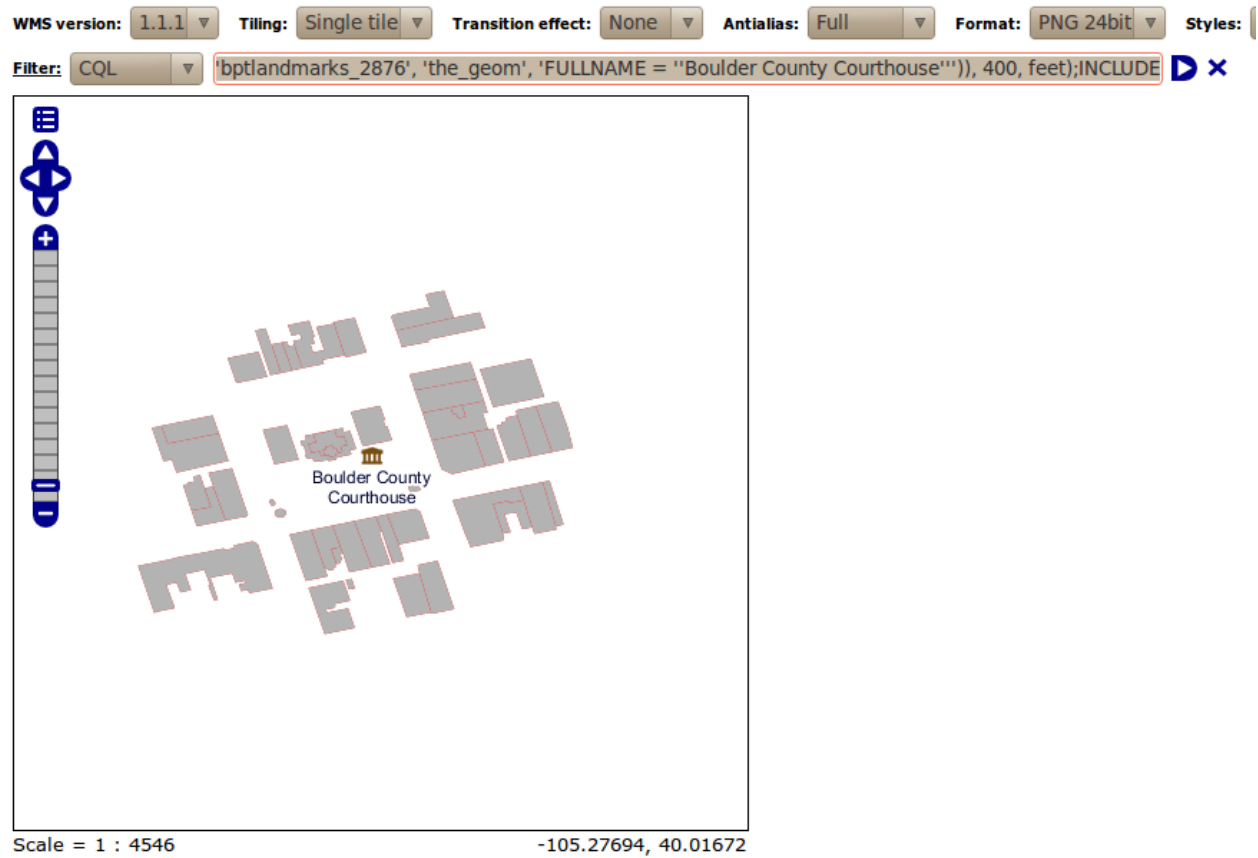 WMS version: 1.1.1 Tiling: Single tile Transition effect: None Antialias: Full Format: PNG 24bit Styles:
Filter: CQL 'bptlandmarks_2876', 'the_geom', 'FULLNAME = ''Boulder County Courthouse''')), 400, feet);INCLUDE
Boulder County
Courthouse
Scale = 1 : 4546 -105.27694, 40.01672